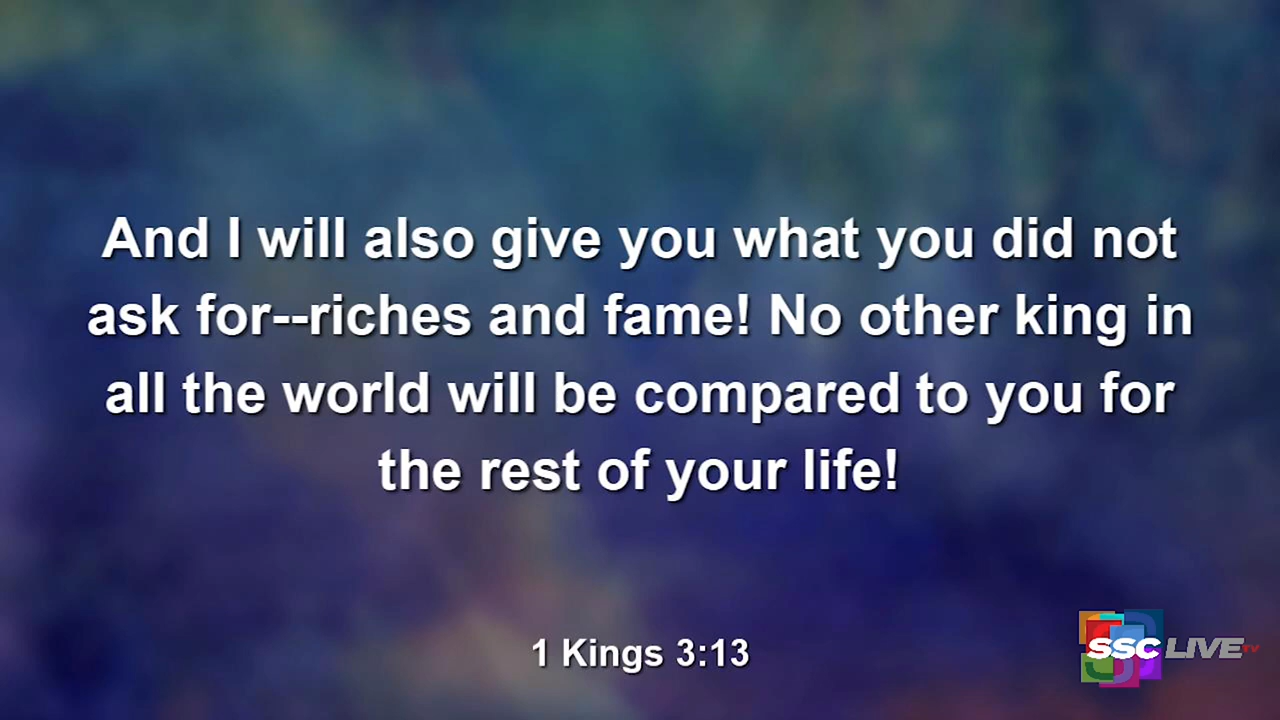 And I will also give you what you did not
ask for--riches and fame! No other king in
all the world will be compared to you for
the rest of your life!
1 Kings 3:13
SSC LIVE TV